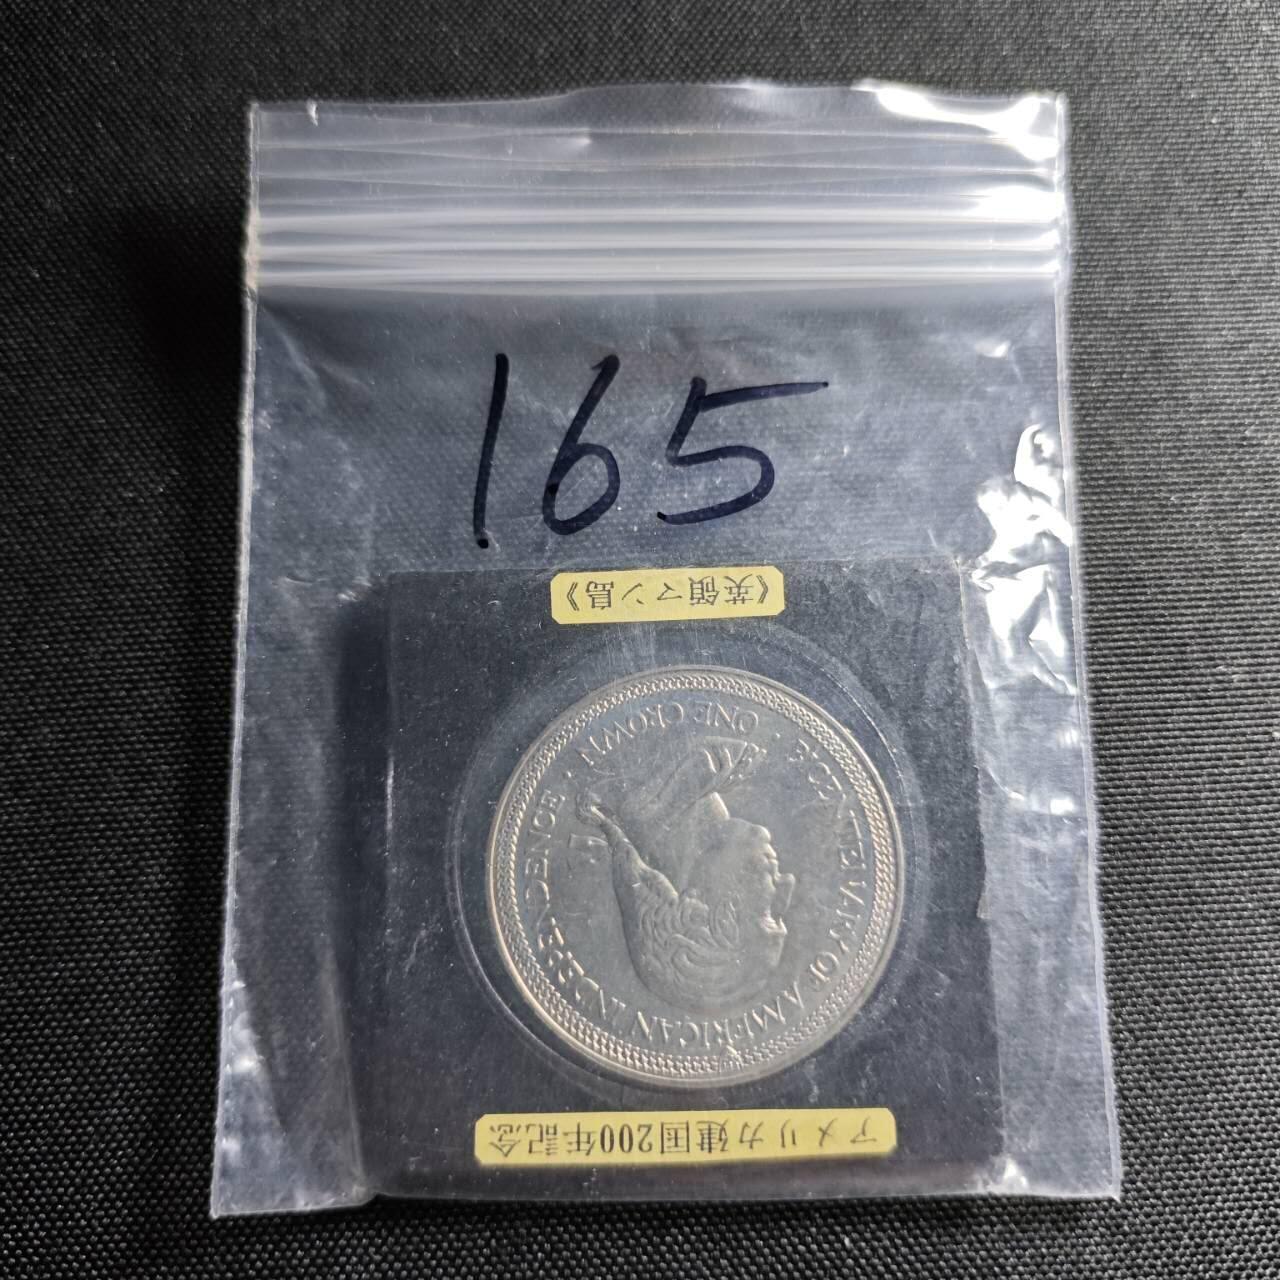 165
《英領マン島》
BICENTENARY OF AMERICAN INDEPENDENCE · ONE CROWN ·
アメリカ建国200年記念